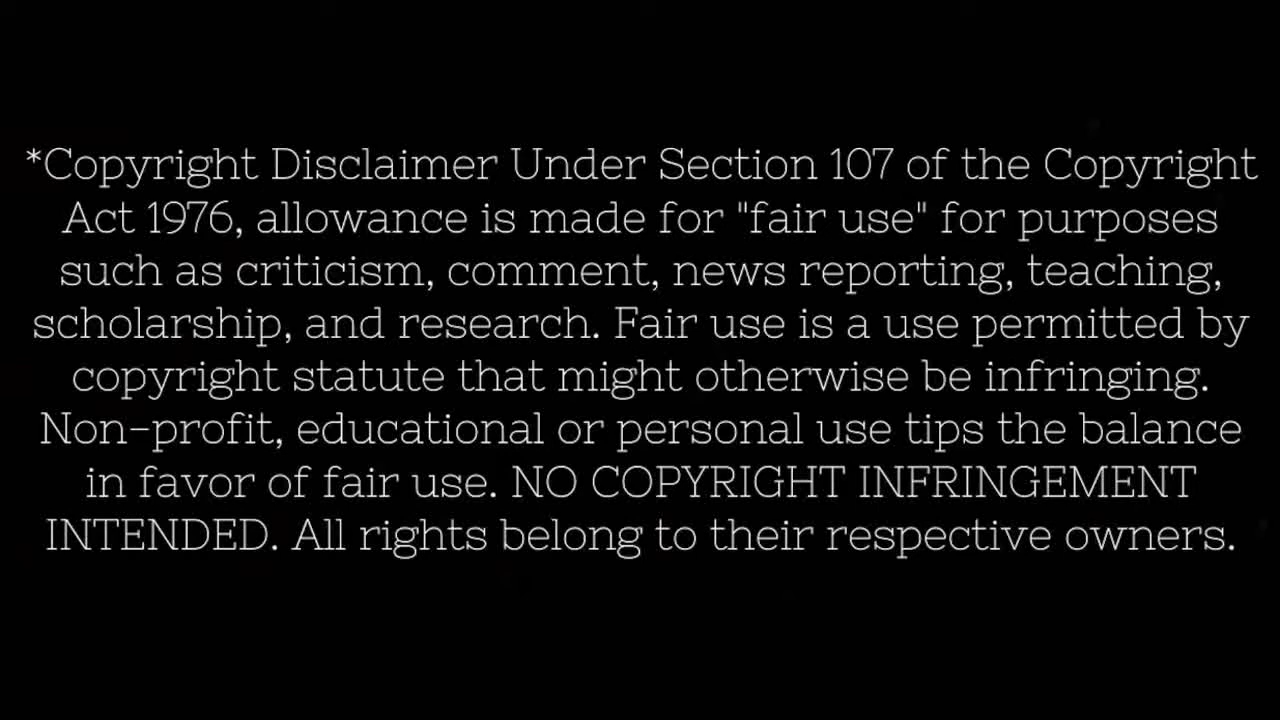 *Copyright Disclaimer Under Section 107 of the Copyright
Act 1976, allowance is made for "fair use" for purposes
such as criticism, comment, news reporting, teaching,
scholarship, and research. Fair use is a use permitted by
copyright statute that might otherwise be infringing.
Non-profit, educational or personal use tips the balance
in favor of fair use. NO COPYRIGHT INFRINGEMENT
INTENDED. All rights belong to their respective owners.